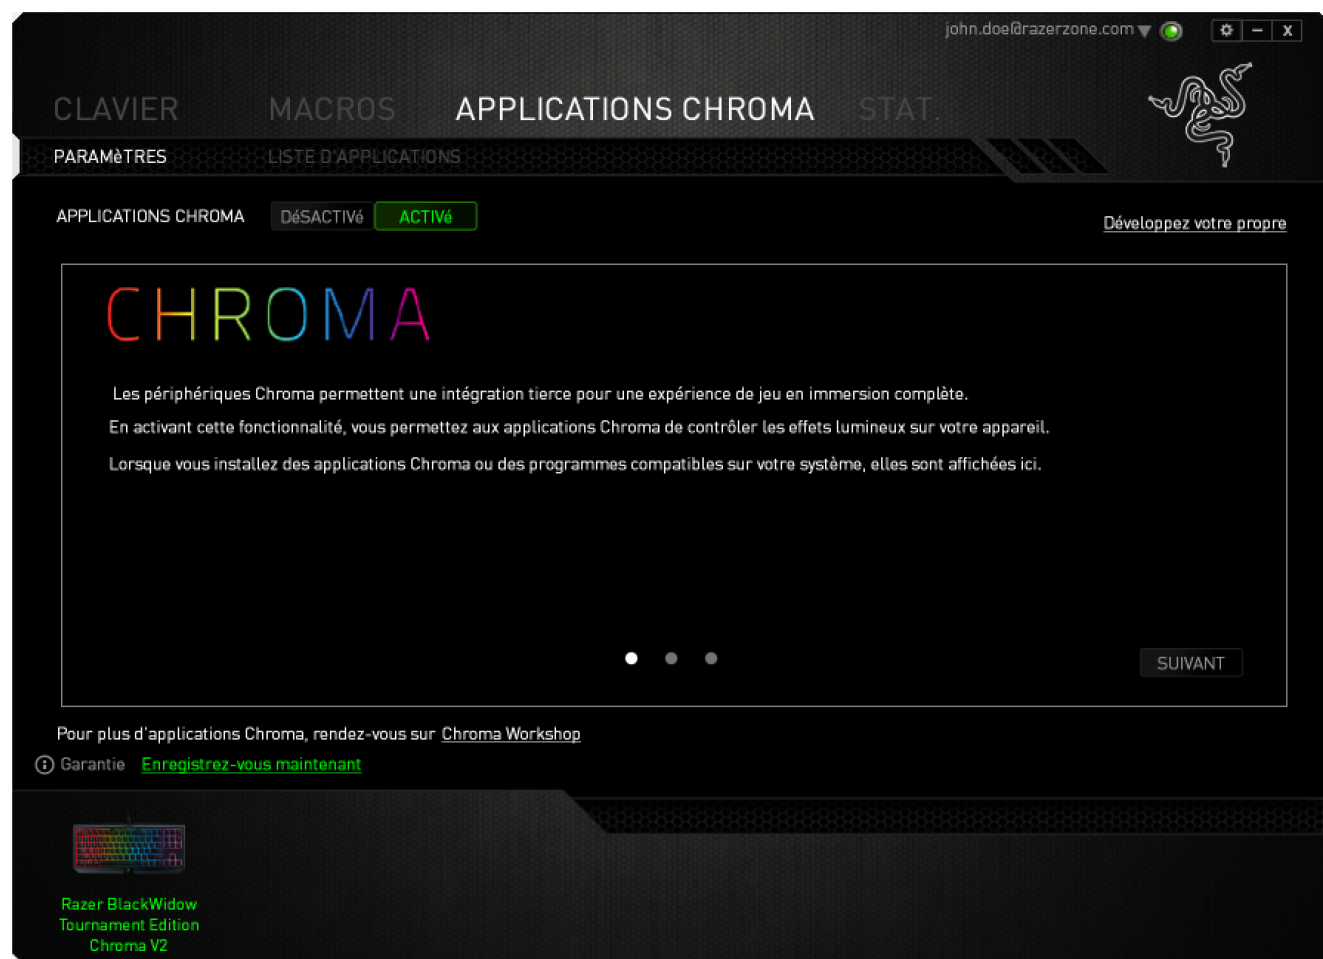 john.doe@razerzone.com
CLAVIER MACROS APPLICATIONS CHROMA STAT.
PARAMèTRES LISTE D'APPLICATIONS
APPLICATIONS CHROMA DéSACTIVé ACTIVé
Développez votre propre
CHROMA
Les périphériques Chroma permettent une intégration tierce pour une expérience de jeu en immersion complète.
En activant cette fonctionnalité, vous permettez aux applications Chroma de contrôler les effets lumineux sur votre appareil.
Lorsque vous installez des applications Chroma ou des programmes compatibles sur votre système, elles sont affichées ici.
SUIVANT
Pour plus d'applications Chroma, rendez-vous sur Chroma Workshop
Garantie Enregistrez-vous maintenant
Razer BlackWidow
Tournament Edition
Chroma V2